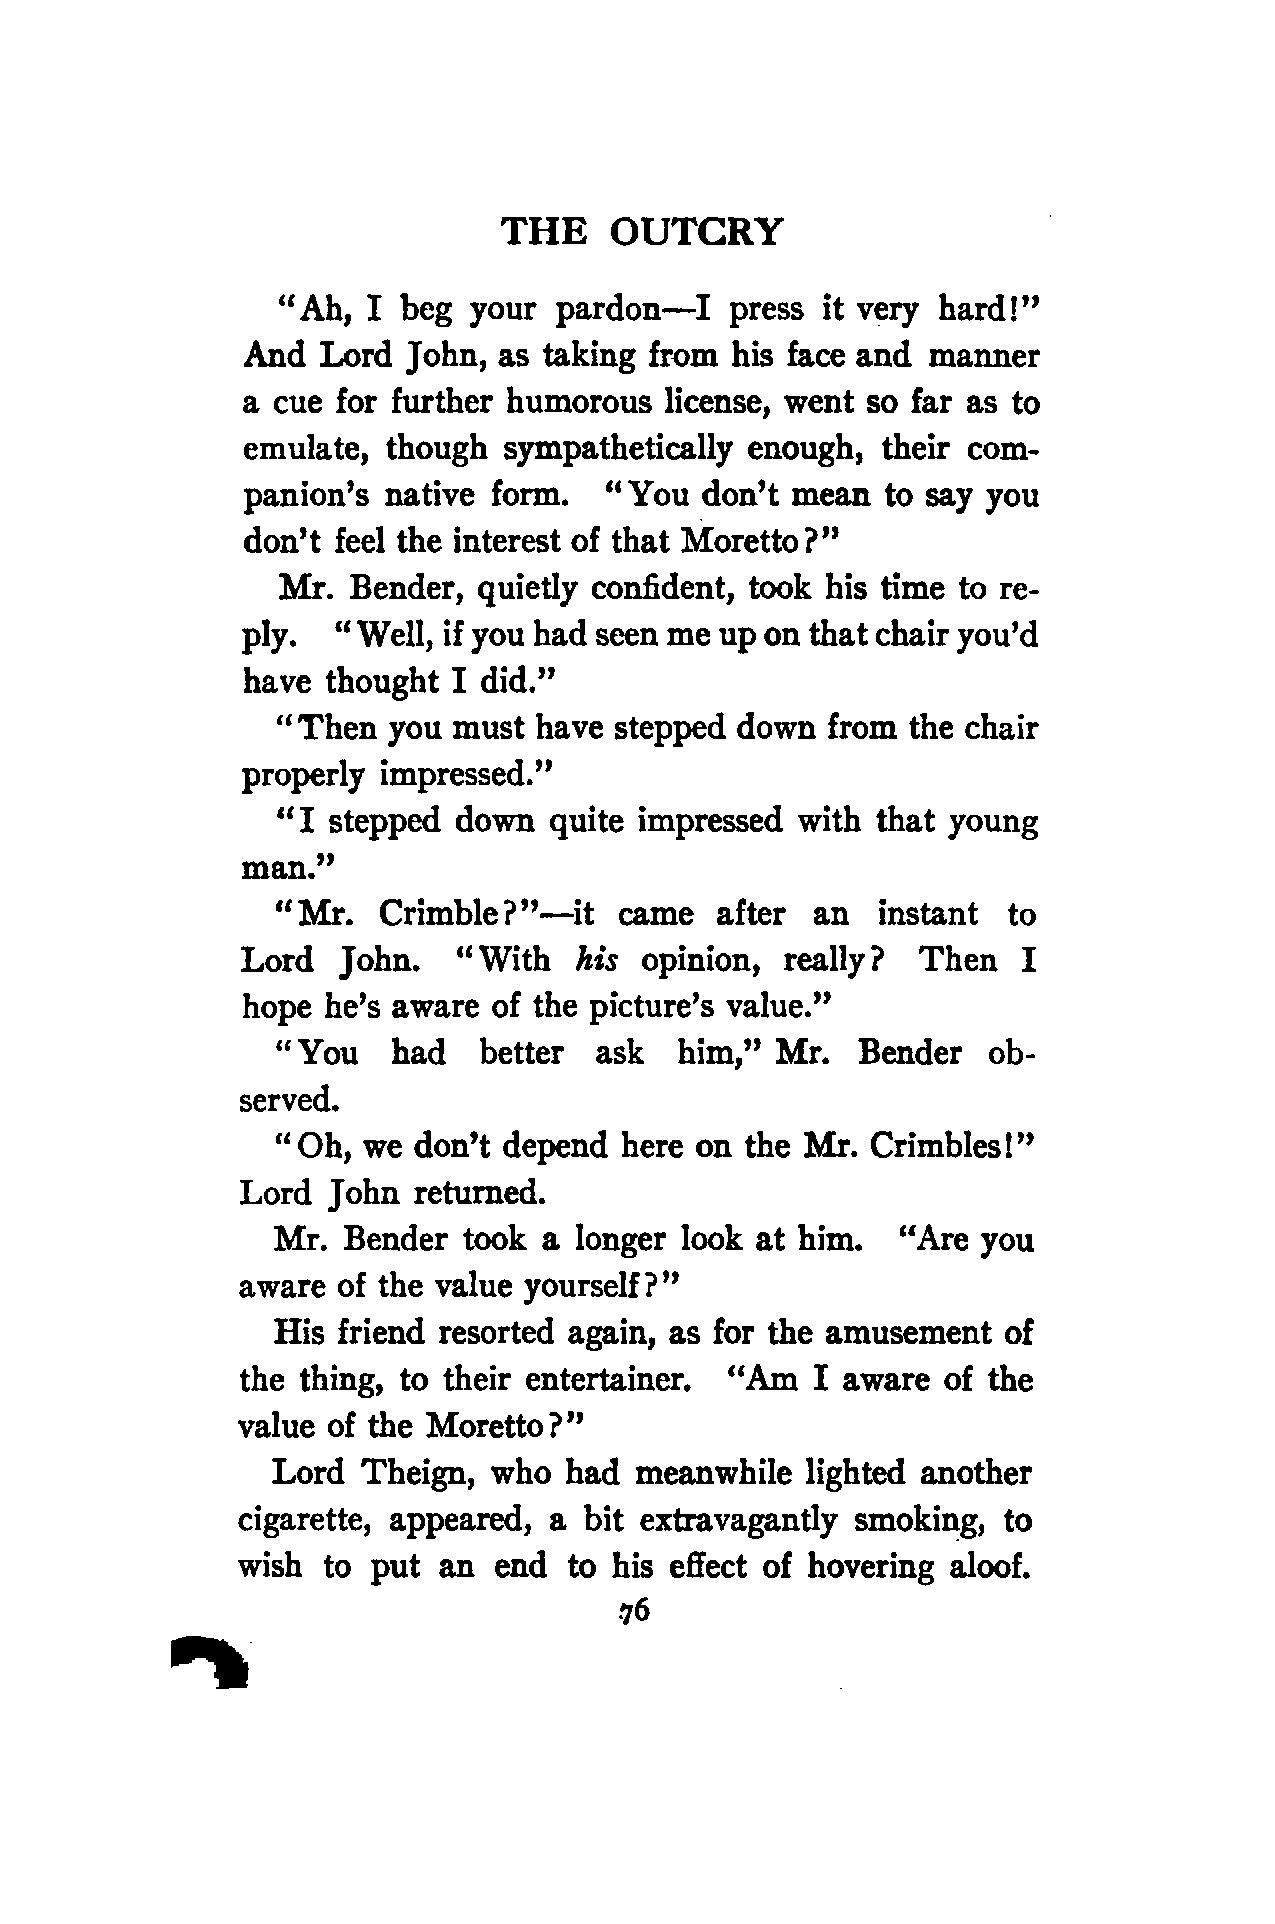 THE OUTCRY
“Ah, I beg your pardon—I press it very hard!”
And Lord John, as taking from his face and manner
a cue for further humorous license, went so far as to
emulate, though sympathetically enough, their com-
panion’s native form. “You don’t mean to say you
don’t feel the interest of that Moretto?”
Mr. Bender, quietly confident, took his time to re-
ply. “Well, if you had seen me up on that chair you’d
have thought I did.”
“Then you must have stepped down from the chair
properly impressed.”
“I stepped down quite impressed with that young
man.”
“Mr. Crimble?”—it came after an instant to
Lord John. “With his opinion, really? Then I
hope he’s aware of the picture’s value.”
“You had better ask him,” Mr. Bender ob-
served.
“Oh, we don’t depend here on the Mr. Crimbles!”
Lord John returned.
Mr. Bender took a longer look at him. “Are you
aware of the value yourself?”
His friend resorted again, as for the amusement of
the thing, to their entertainer. “Am I aware of the
value of the Moretto?”
Lord Theign, who had meanwhile lighted another
cigarette, appeared, a bit extravagantly smoking, to
wish to put an end to his effect of hovering aloof.
76